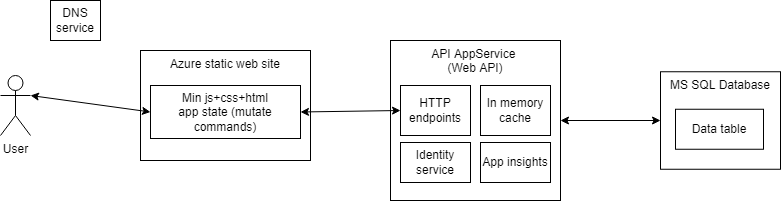 DNS
service
User
Azure static web site
Min js+css+html
app state (mutate
commands)
API AppService
(Web API)
HTTP
endpoints
In memory
cache
Identity
service
App insights
MS SQL Database
Data table